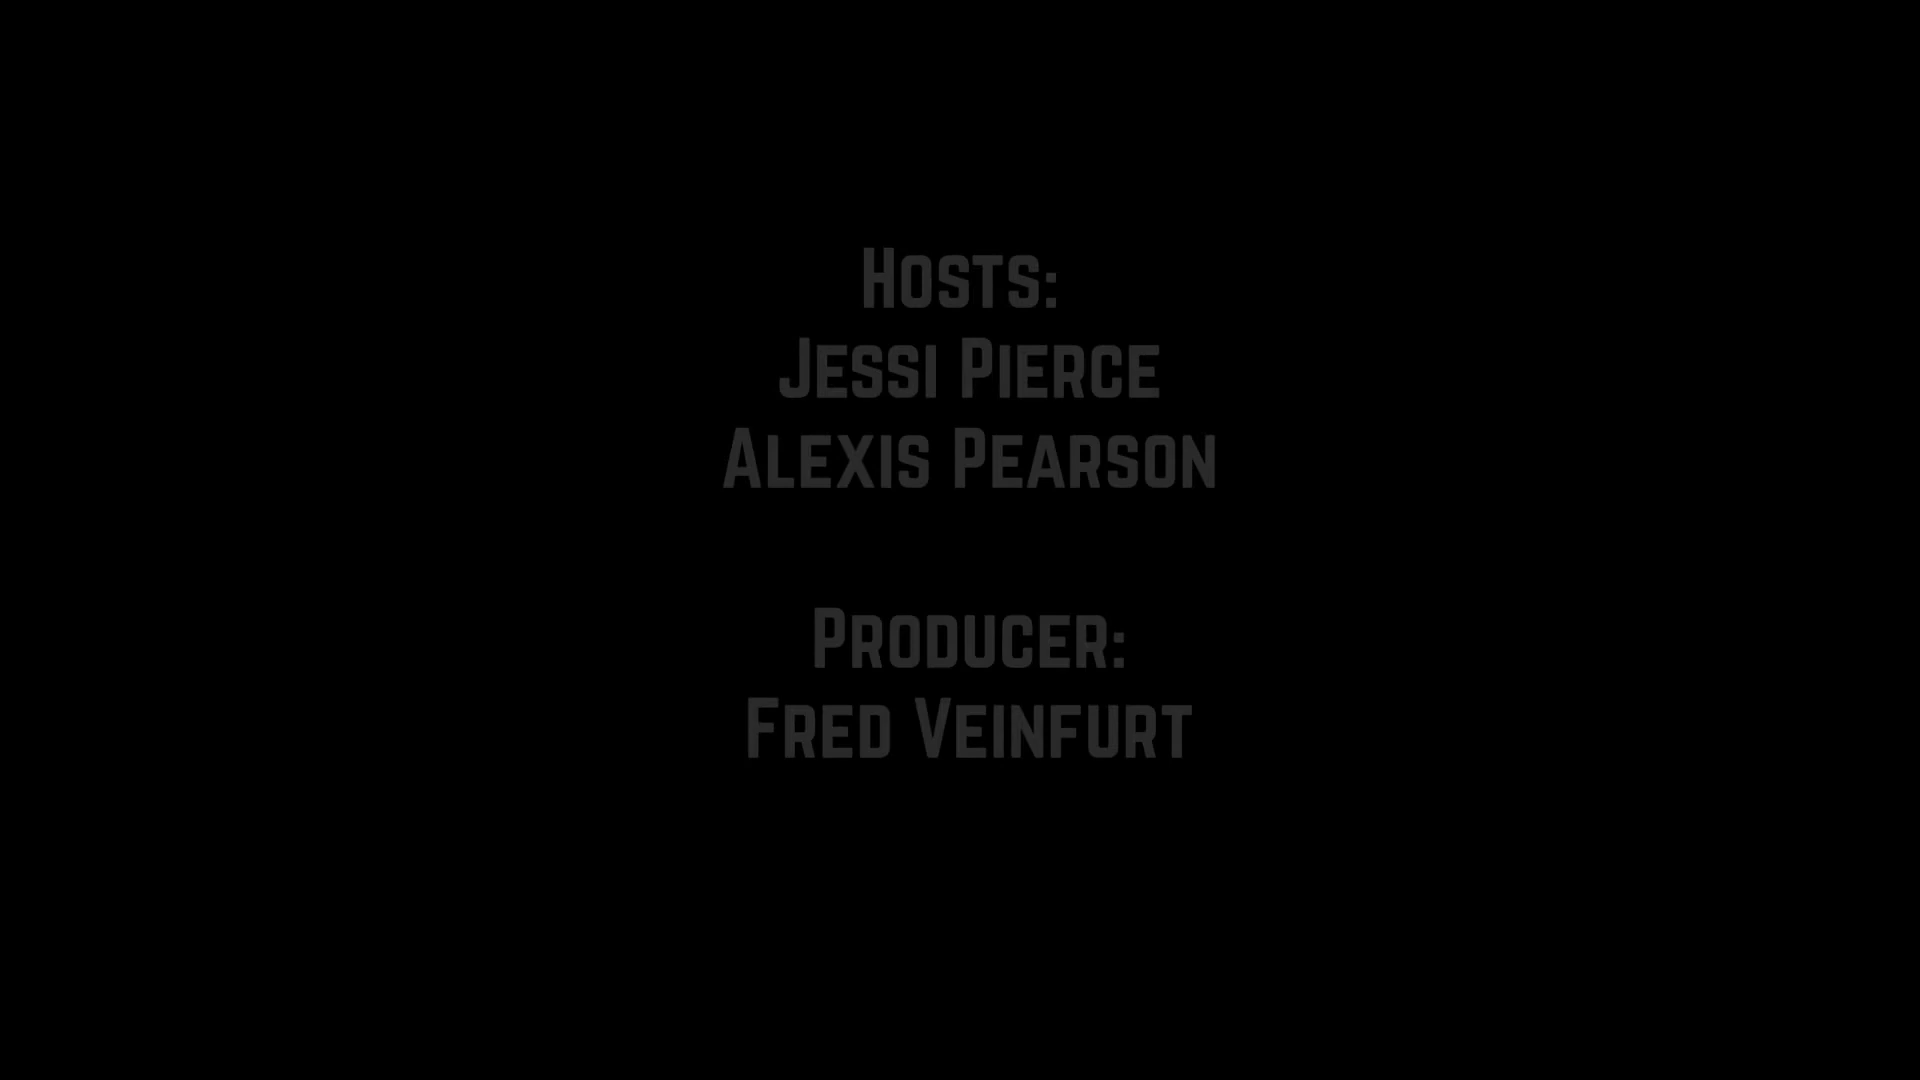 Hosts:
Jessi Pierce
Alexis Pearson
Producer:
Fred Veinfurt